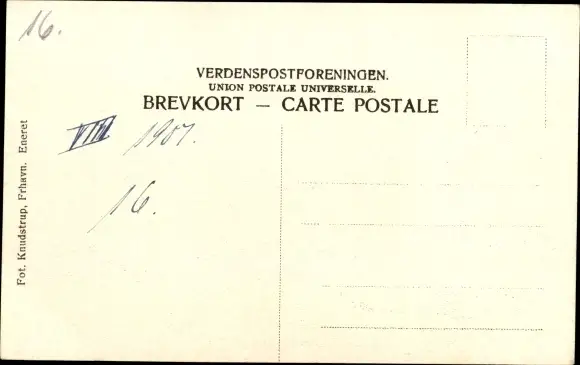 16.
VERDENSPOSTFORENINGEN.
UNION POSTALE UNIVERSELLE.
BREVKORT — CARTE POSTALE
VIII 1907.
16.
Fot. Knudstrup, Frhavn. Eneret